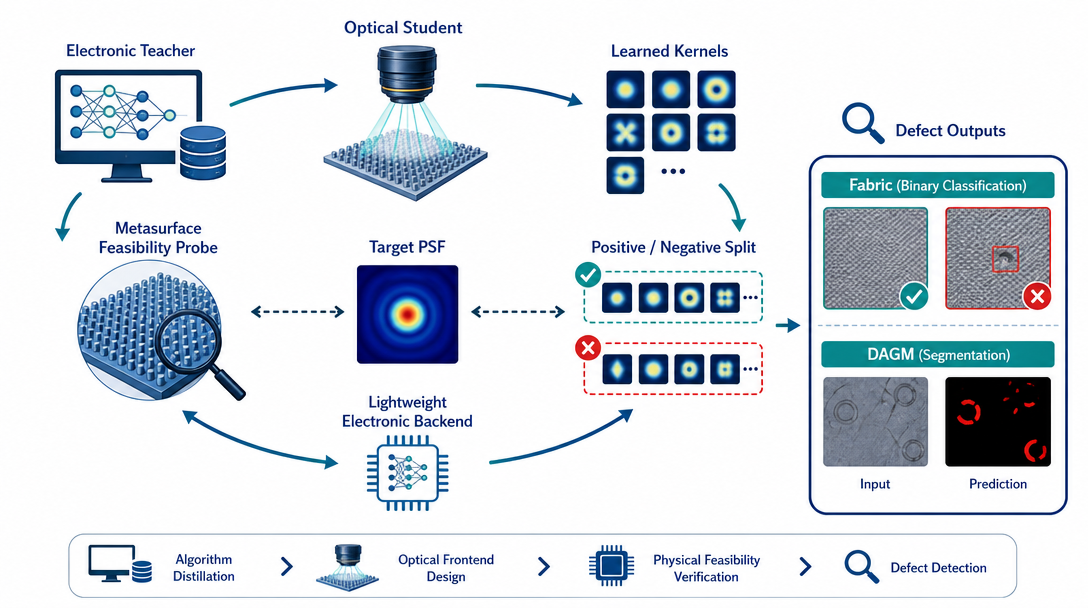 Electronic Teacher
Optical Student
Learned Kernels
•••
Metasurface
Feasibility Probe
Target PSF
Positive / Negative Split
•••
•••
Lightweight
Electronic Backend
Defect Outputs
Fabric (Binary Classification)
DAGM (Segmentation)
Input
Prediction
Algorithm
Distillation
Optical Frontend
Design
Physical Feasibility
Verification
Defect Detection